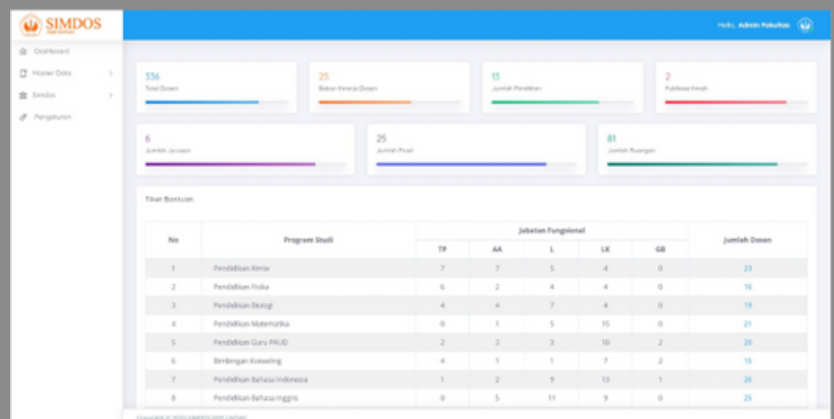 SIMDOS
Hello, Admin Fakultas
Dashboard
Master Data
Simdos
Pengaturan
336
Total Dosen
25
Beban Kinerja Dosen
13
Jumlah Penelitian
2
Publikasi Ilmiah
6
Jumlah Jurusan
25
Jumlah Prodi
81
Jumlah Ruangan
Tiket Bantuan
No Program Studi Jabatan Fungsional Jumlah Dosen
TP AA L LK GB
1 Pendidikan Kimia 7 7 5 4 0 23
2 Pendidikan Fisika 6 2 4 4 0 16
3 Pendidikan Biologi 4 4 7 4 0 19
4 Pendidikan Matematika 0 1 5 15 0 21
5 Pendidikan Guru PAUD 2 3 3 10 2 20
6 Bimbingan Konseling 4 1 1 7 2 15
7 Pendidikan Bahasa Indonesia 1 2 9 13 1 26
8 Pendidikan Bahasa Inggris 0 5 11 9 0 25